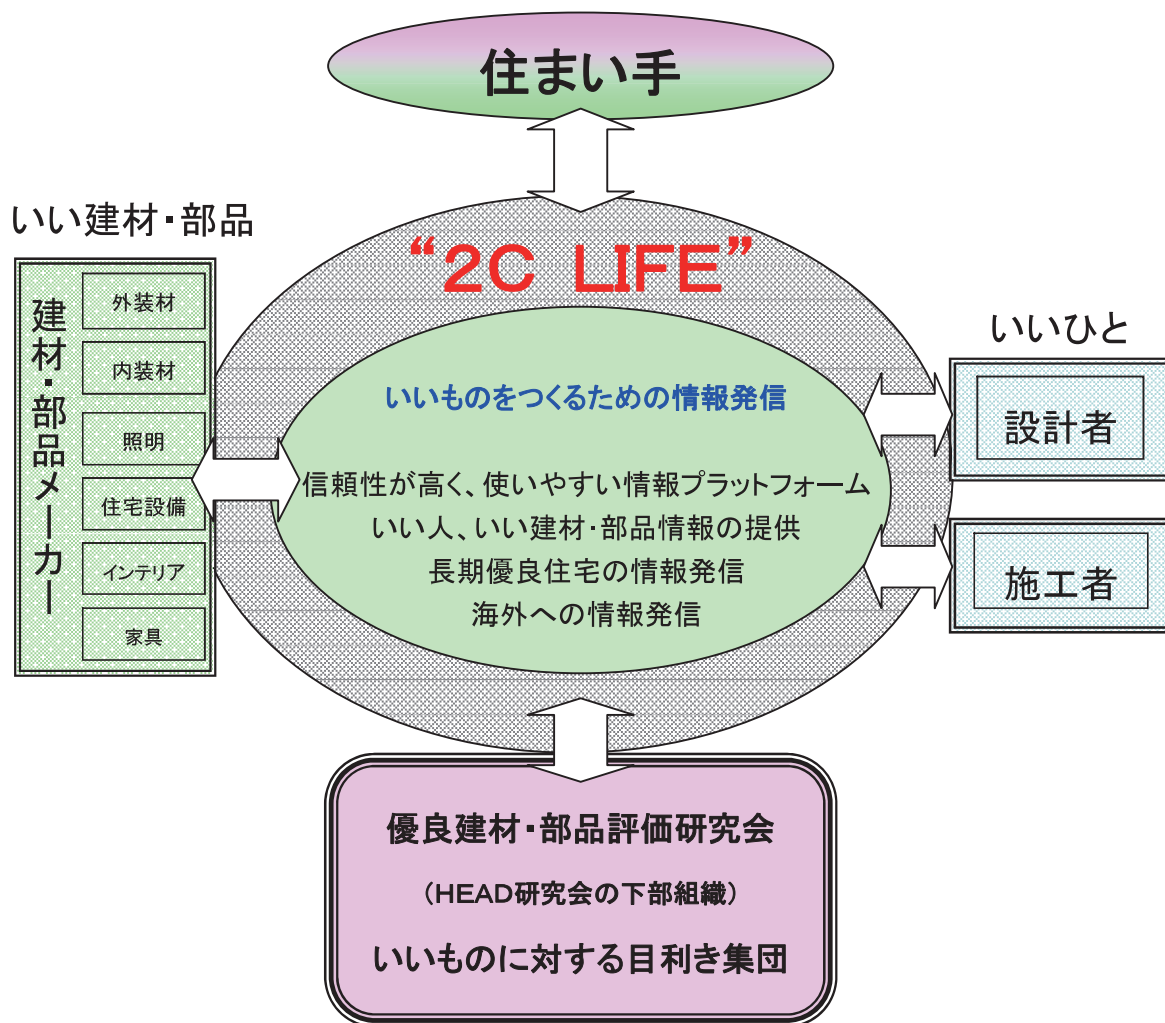 住まい手
いい建材・部品
建材・部品メーカー
外装材
内装材
照明
住宅設備
インテリア
家具
“2C LIFE”
いいものをつくるための情報発信
信頼性が高く、使いやすい情報プラットフォーム
いい人、いい建材・部品情報の提供
長期優良住宅の情報発信
海外への情報発信
いいひと
設計者
施工者
優良建材・部品評価研究会
（HEAD研究会の下部組織）
いいものに対する目利き集団